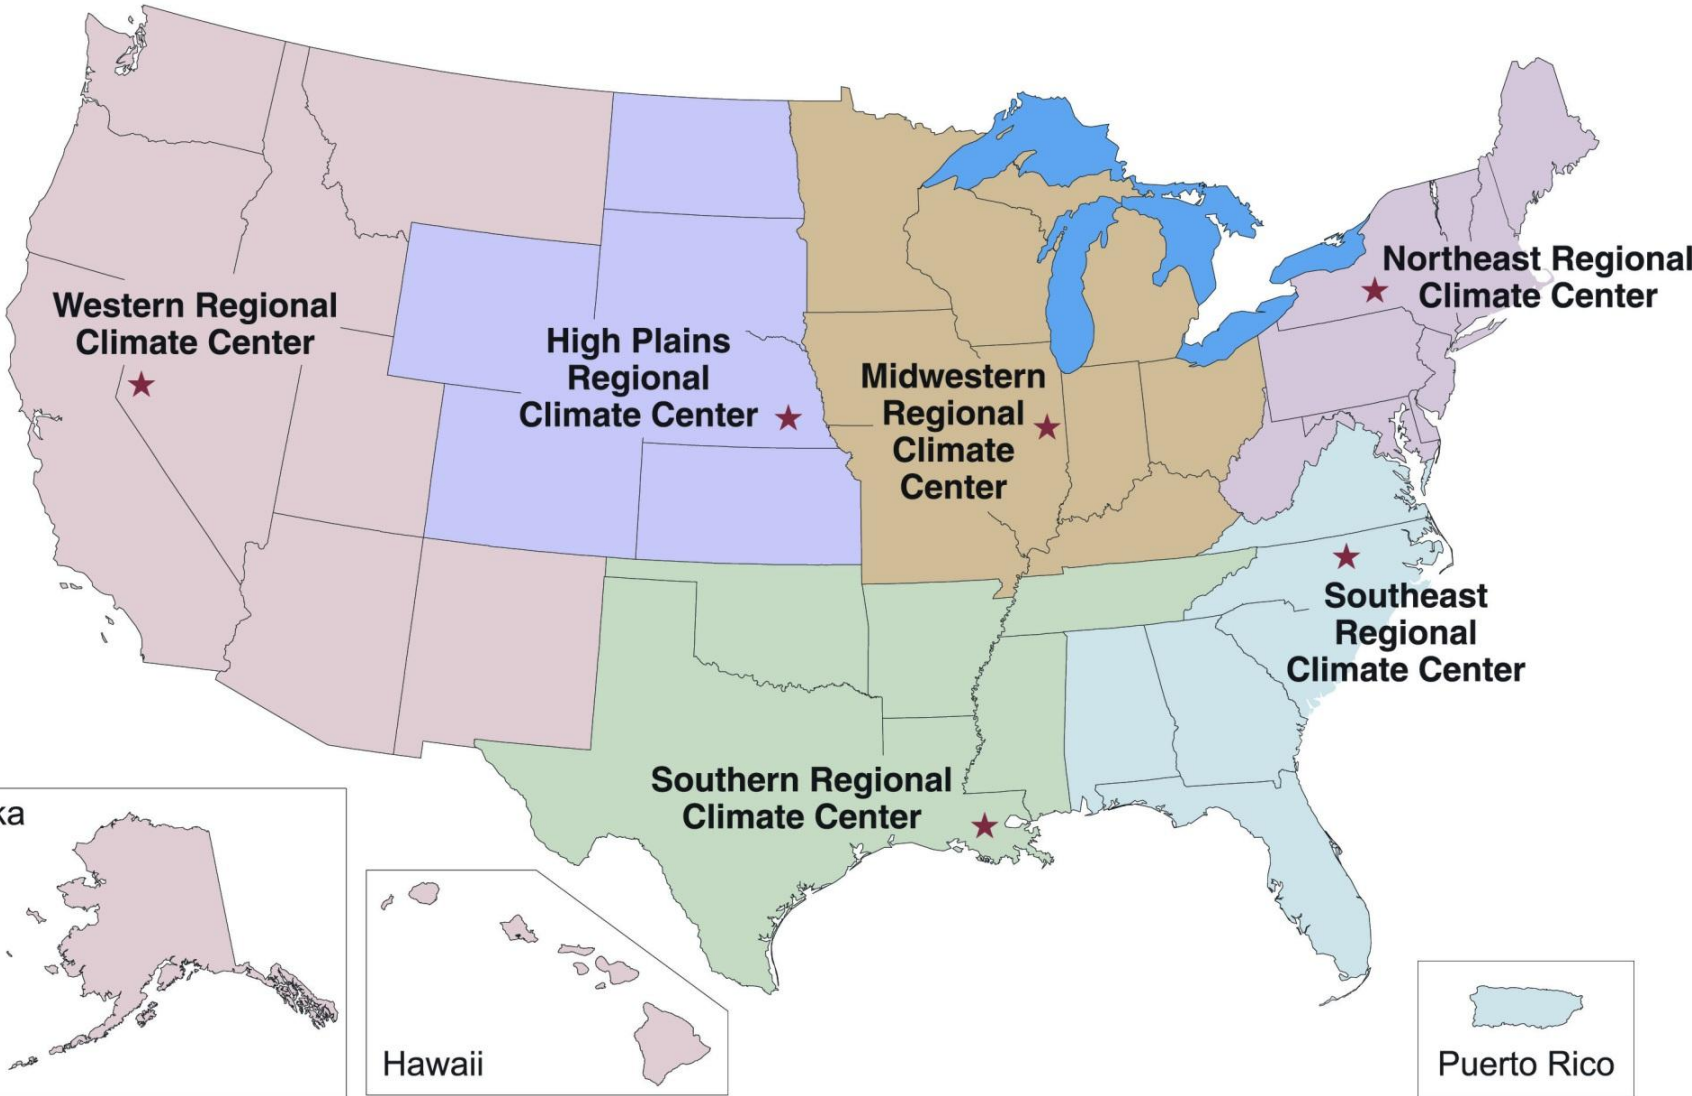 Northeast Regional
Climate Center
Western Regional
Climate Center
High Plains
Regional
Climate Center
Midwestern
Regional
Climate
Center
Southeast
Regional
Climate Center
Southern Regional
Climate Center
ka
Hawaii
Puerto Rico